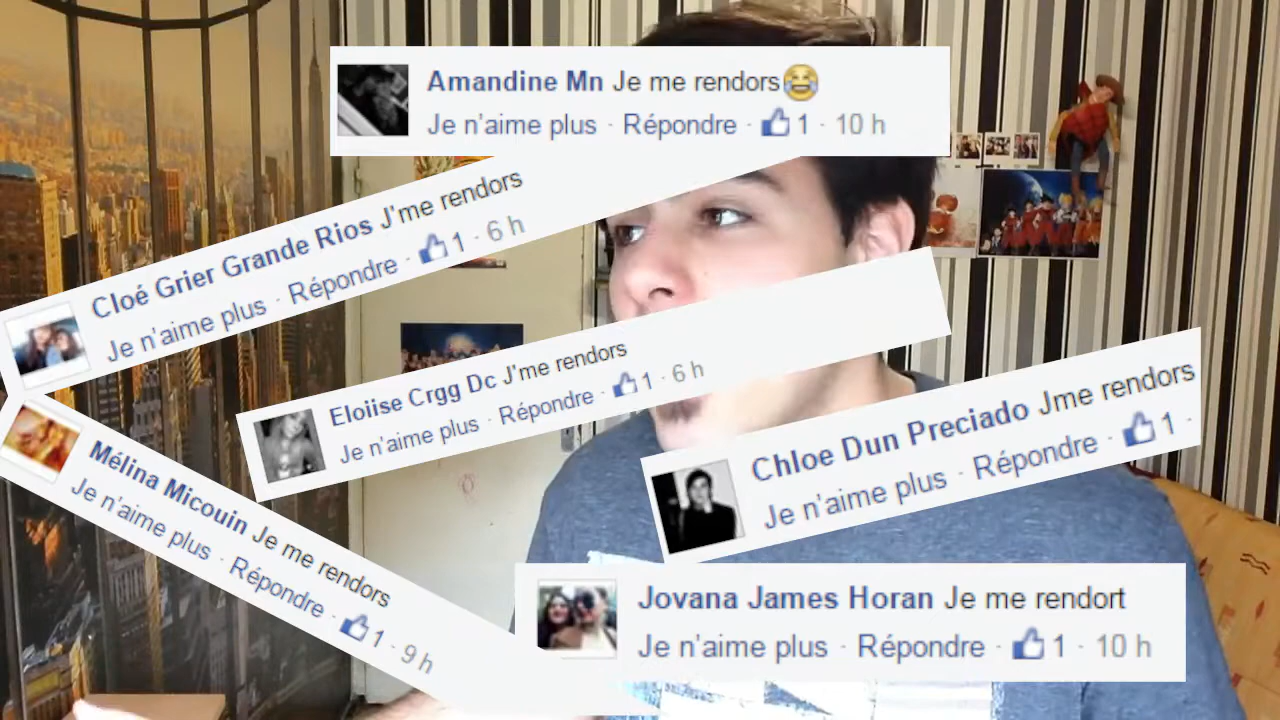 Amandine Mn Je me rendors😂
Je n'aime plus · Répondre · 1 · 10 h
Cloé Grier Grande Rios J'me rendors
Je n'aime plus · Répondre · 1 · 6 h
Eloiise Crgg Dc J'me rendors
Je n'aime plus · Répondre · 1 · 6 h
Chloe Dun Preciado Jme rendors
Je n'aime plus · Répondre · 1 ·
Mélina Micouin Je me rendors
Je n'aime plus · Répondre · 1 · 9 h
Jovana James Horan Je me rendort
Je n'aime plus · Répondre · 1 · 10 h